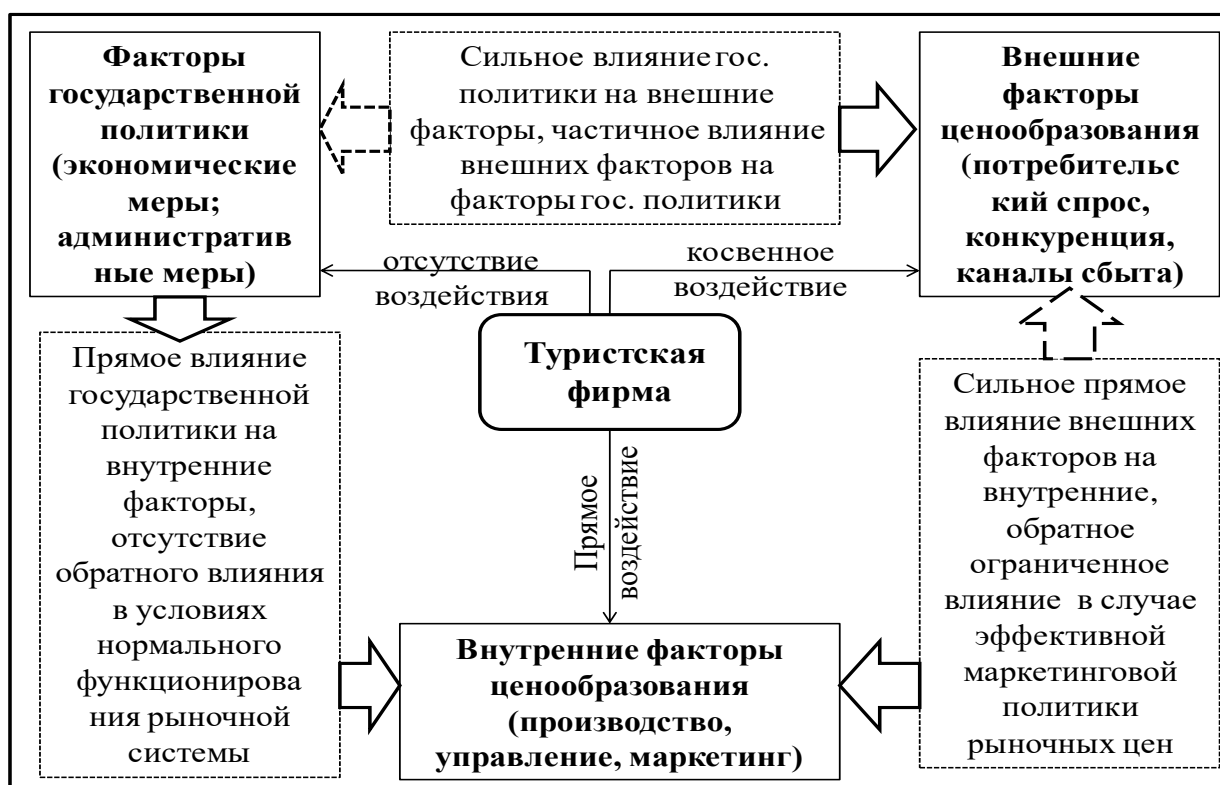 Факторы
государственной
политики
(экономические
меры;
административ
ные меры)
Сильное влияние гос.
политики на внешние
факторы, частичное влияние
внешних факторов на
факторы гос. политики
Внешние
факторы
ценообразования
(потребительс
кий спрос,
конкуренция,
каналы сбыта)
отсутствие
воздействия
косвенное
воздействие
Туристская
фирма
Прямое
воздействие
Прямое влияние
государственной
политики на
внутренние
факторы,
отсутствие
обратного влияния
в условиях
нормального
функционирова
ния рыночной
системы
Сильное прямое
влияние внешних
факторов на
внутренние,
обратное
ограниченное
влияние в случае
эффективной
маркетинговой
политики
рыночных цен
Внутренние факторы
ценообразования
(производство,
управление, маркетинг)